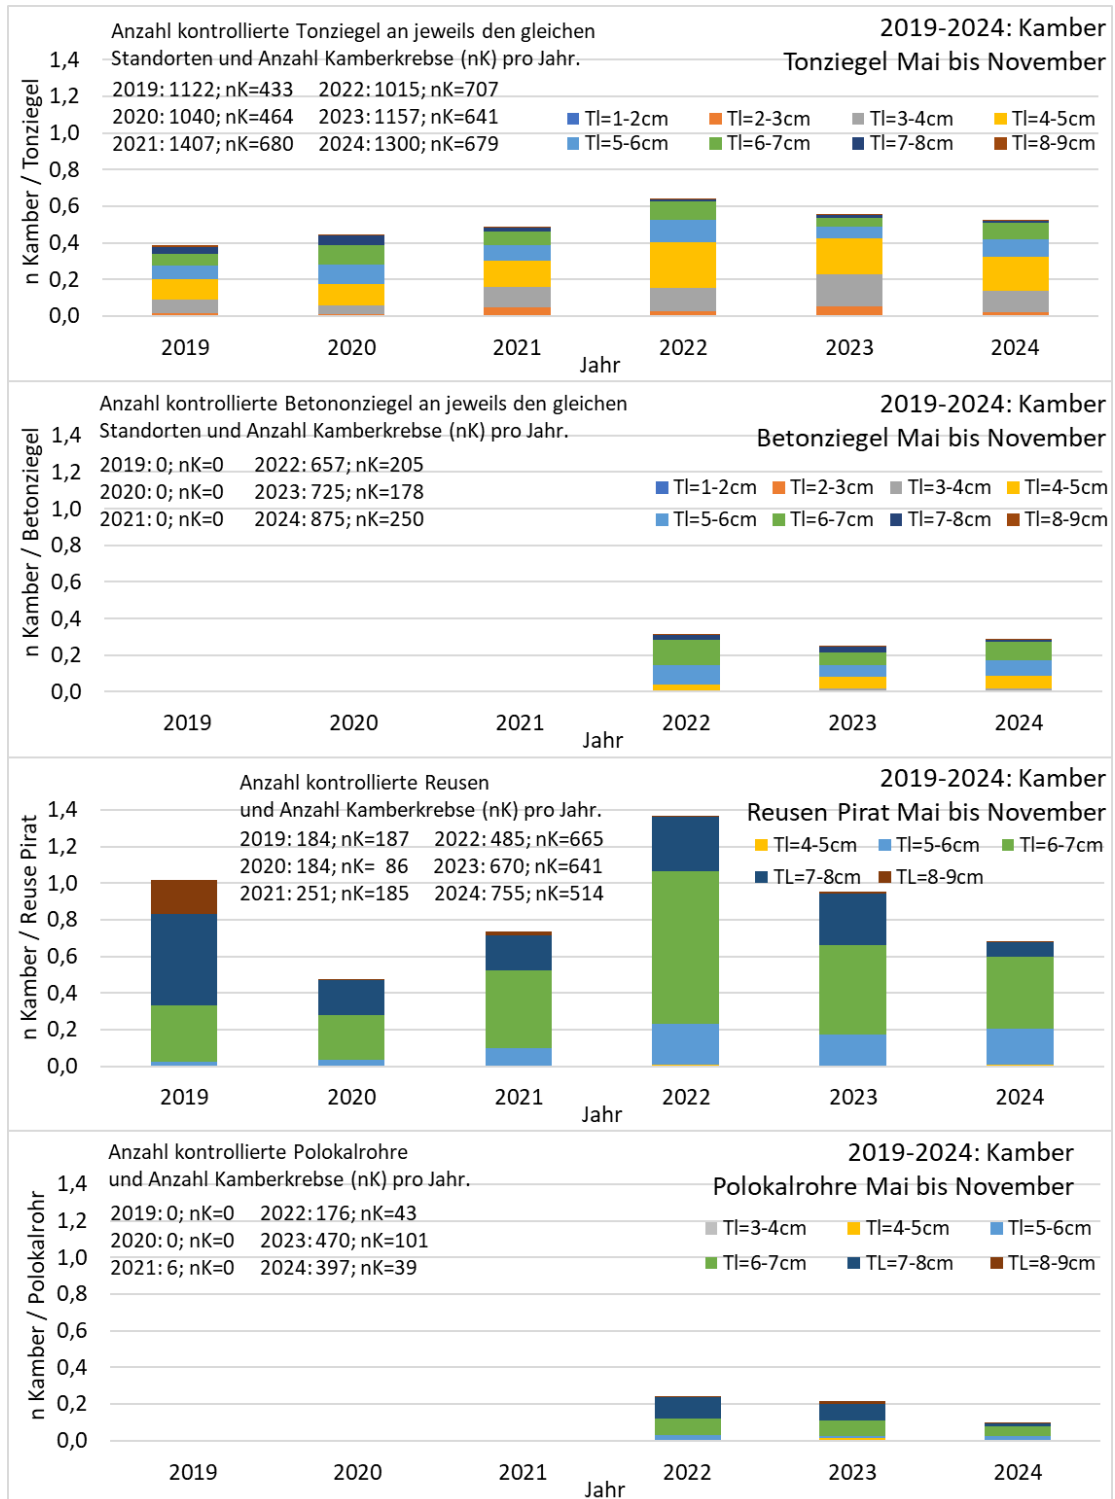 Anzahl kontrollierte Tonziegel an jeweils den gleichen
Standorten und Anzahl Kamberkrebse (nK) pro Jahr.
2019: 1122; nK=433 2022: 1015; nK=707
2020: 1040; nK=464 2023: 1157; nK=641
2021: 1407; nK=680 2024: 1300; nK=679
2019-2024: Kamber
Tonziegel Mai bis November
Tl=1-2cm Tl=2-3cm Tl=3-4cm Tl=4-5cm
Tl=5-6cm Tl=6-7cm Tl=7-8cm Tl=8-9cm
n Kamber / Tonziegel
1,4
1,2
1,0
0,8
0,6
0,4
0,2
0,0
2019 2020 2021 2022 2023 2024
Jahr
Anzahl kontrollierte Betononziegel an jeweils den gleichen
Standorten und Anzahl Kamberkrebse (nK) pro Jahr.
2019: 0; nK=0 2022: 657; nK=205
2020: 0; nK=0 2023: 725; nK=178
2021: 0; nK=0 2024: 875; nK=250
2019-2024: Kamber
Betonziegel Mai bis November
Tl=1-2cm Tl=2-3cm Tl=3-4cm Tl=4-5cm
Tl=5-6cm Tl=6-7cm Tl=7-8cm Tl=8-9cm
n Kamber / Betonziegel
1,4
1,2
1,0
0,8
0,6
0,4
0,2
0,0
2019 2020 2021 2022 2023 2024
Jahr
Anzahl kontrollierte Reusen
und Anzahl Kamberkrebse (nK) pro Jahr.
2019: 184; nK=187 2022: 485; nK=665
2020: 184; nK= 86 2023: 670; nK=641
2021: 251; nK=185 2024: 755; nK=514
2019-2024: Kamber
Reusen Pirat Mai bis November
Tl=4-5cm Tl=5-6cm Tl=6-7cm
TL=7-8cm TL=8-9cm
n Kamber / Reuse Pirat
1,4
1,2
1,0
0,8
0,6
0,4
0,2
0,0
2019 2020 2021 2022 2023 2024
Jahr
Anzahl kontrollierte Polokalrohre
und Anzahl Kamberkrebse (nK) pro Jahr.
2019: 0; nK=0 2022: 176; nK=43
2020: 0; nK=0 2023: 470; nK=101
2021: 6; nK=0 2024: 397; nK=39
2019-2024: Kamber
Polokalrohre Mai bis November
Tl=3-4cm Tl=4-5cm Tl=5-6cm
Tl=6-7cm TL=7-8cm TL=8-9cm
n Kamber / Polokalrohr
1,4
1,2
1,0
0,8
0,6
0,4
0,2
0,0
2019 2020 2021 2022 2023 2024
Jahr